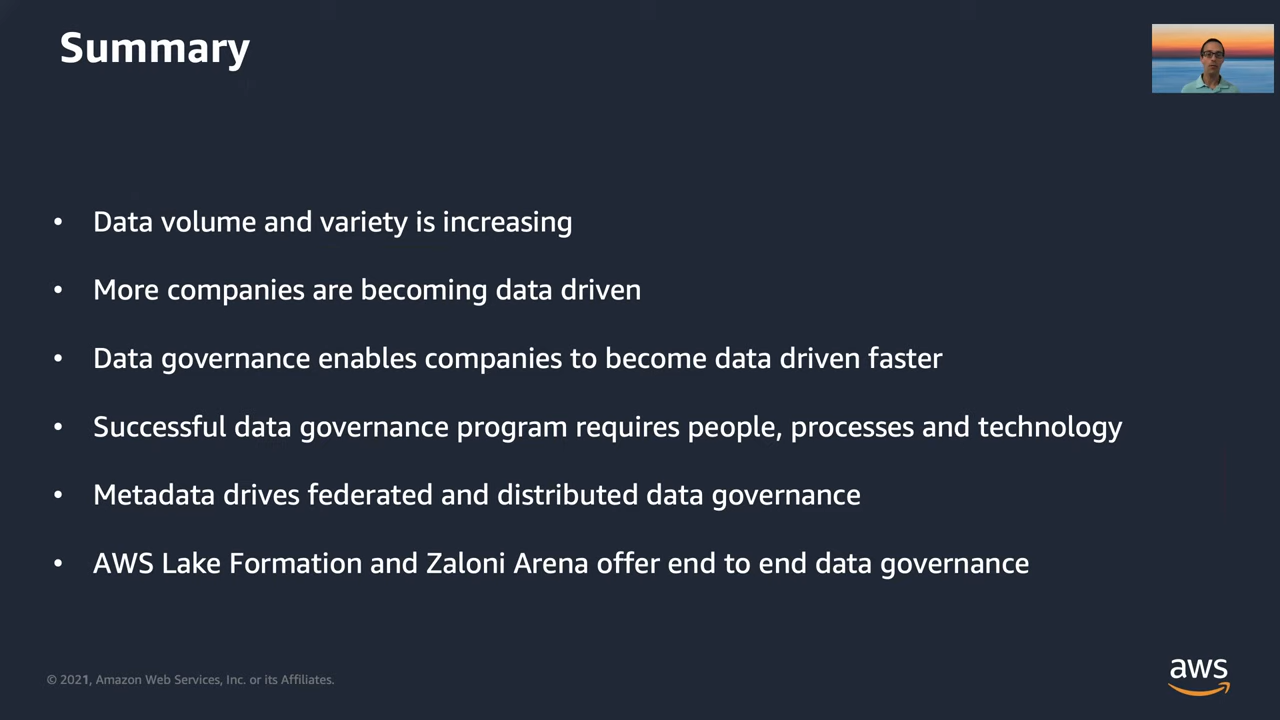 Summary
• Data volume and variety is increasing
• More companies are becoming data driven
• Data governance enables companies to become data driven faster
• Successful data governance program requires people, processes and technology
• Metadata drives federated and distributed data governance
• AWS Lake Formation and Zaloni Arena offer end to end data governance
© 2021, Amazon Web Services, Inc. or its Affiliates.
aws